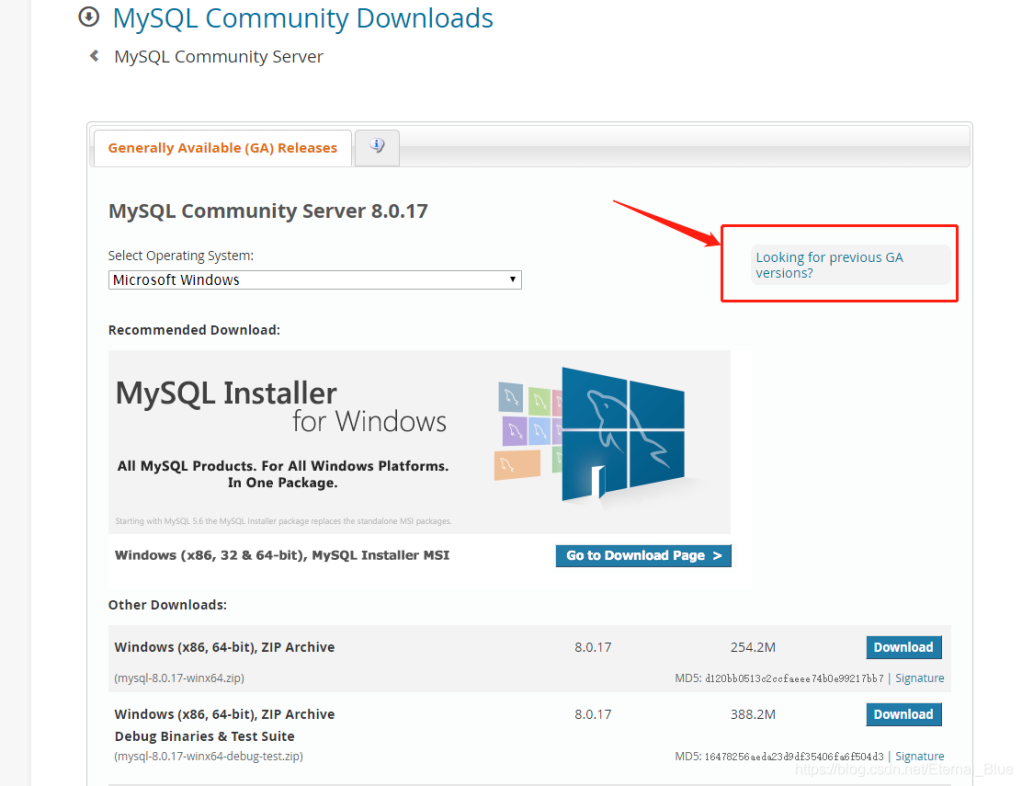 MySQL Community Downloads
MySQL Community Server
Generally Available (GA) Releases
MySQL Community Server 8.0.17
Select Operating System:
Microsoft Windows
Looking for previous GA
versions?
Recommended Download:
MySQL Installer
for Windows
All MySQL Products. For All Windows Platforms.
In One Package.
Starting with MySQL 5.6 the MySQL Installer package replaces the standalone MSI packages.
Windows (x86, 32 & 64-bit), MySQL Installer MSI
Go to Download Page >
Other Downloads:
Windows (x86, 64-bit), ZIP Archive 8.0.17 254.2M Download
(mysql-8.0.17-winx64.zip) MD5: d120bb0513c2ccfaeee74b0e99217bb7 | Signature
Windows (x86, 64-bit), ZIP Archive 8.0.17 388.2M Download
Debug Binaries & Test Suite
(mysql-8.0.17-winx64-debug-test.zip) MD5: 16478256aeda23d9df35406fa6f504d3 | Signature
https://blog.csdn.net/Eternal_Blue